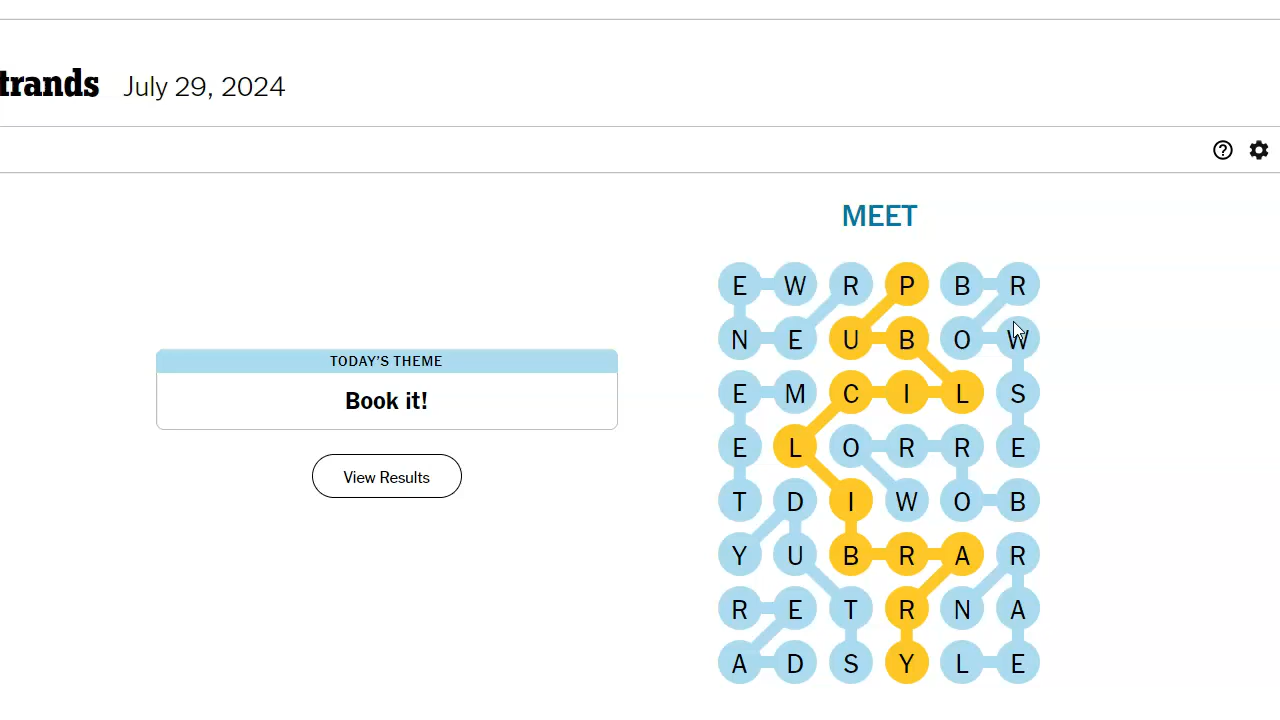 trands July 29, 2024
MEET
TODAY'S THEME
Book it!
View Results
E W R P B R
N E U B O W
E M C I L S
E L O R R E
T D I W O B
Y U B R A R
R E T R N A
A D S Y L E